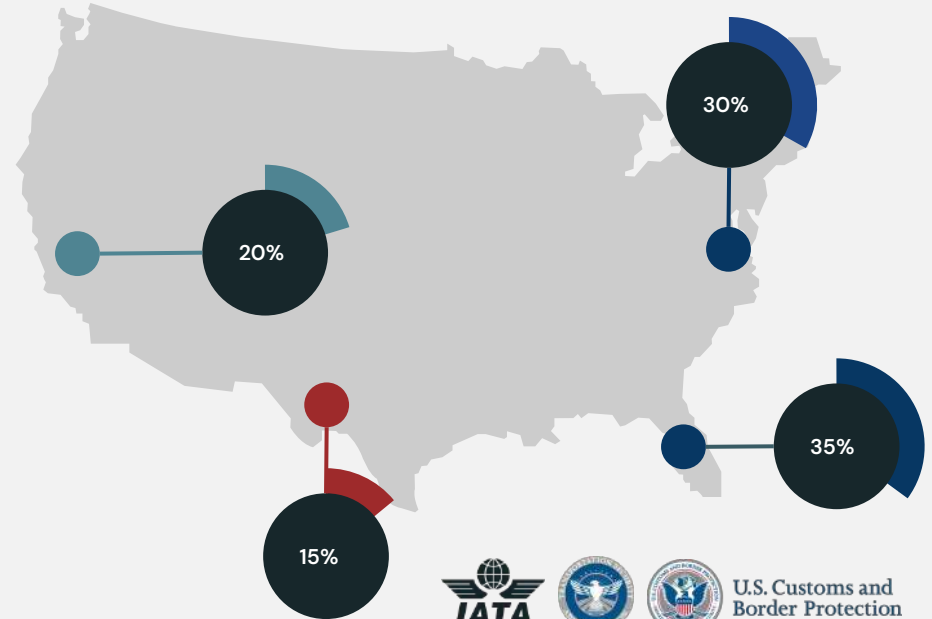 30%
20%
35%
15%
IATA
U.S. Customs and
Border Protection